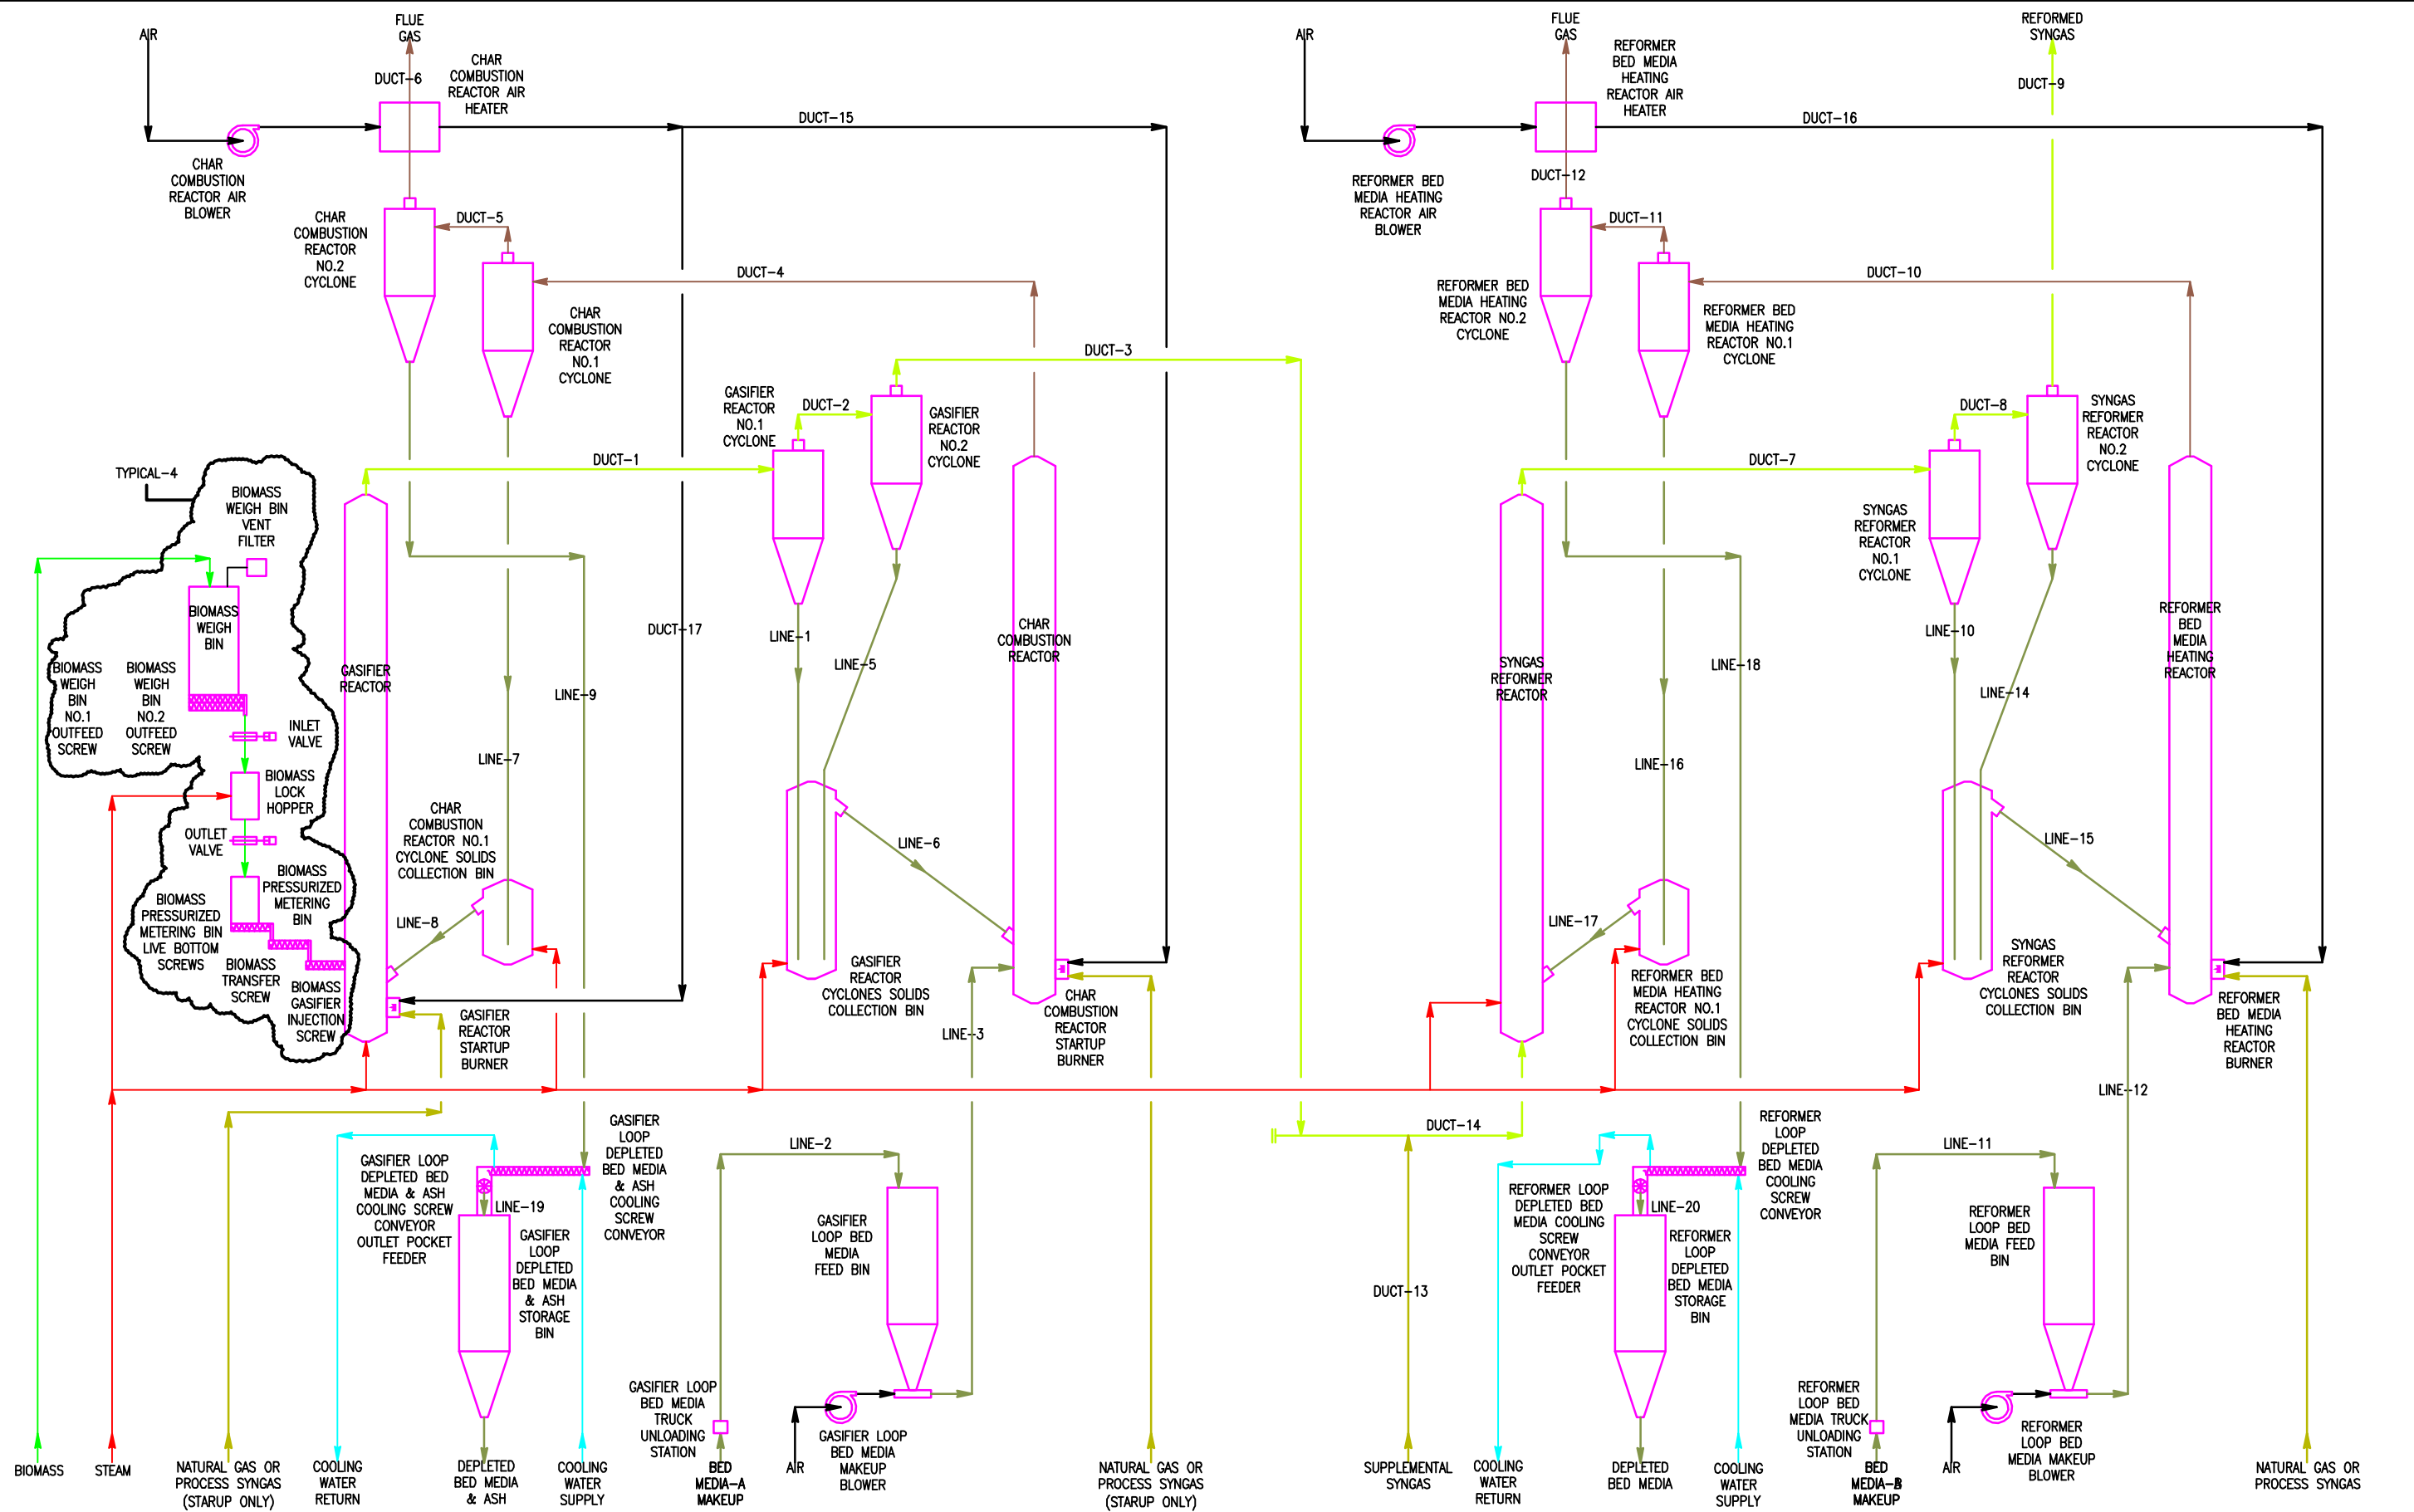 AIR
FLUE
GAS
DUCT-6
CHAR
COMBUSTION
REACTOR AIR
HEATER
DUCT-15
CHAR
COMBUSTION
REACTOR AIR
BLOWER
CHAR
COMBUSTION
REACTOR
NO.2
CYCLONE
DUCT-5
DUCT-4
CHAR
COMBUSTION
REACTOR
NO.1
CYCLONE
DUCT-3
GASIFIER
REACTOR
NO.1
CYCLONE
DUCT-2
GASIFIER
REACTOR
NO.2
CYCLONE
DUCT-1
TYPICAL-4
BIOMASS
WEIGH BIN
VENT
FILTER
BIOMASS
WEIGH
BIN
BIOMASS
WEIGH
BIN
NO.1
OUTFEED
SCREW
BIOMASS
WEIGH
BIN
NO.2
OUTFEED
SCREW
INLET
VALVE
BIOMASS
LOCK
HOPPER
OUTLET
VALVE
BIOMASS
PRESSURIZED
METERING
BIN
BIOMASS
PRESSURIZED
METERING BIN
LIVE BOTTOM
SCREWS
BIOMASS
TRANSFER
SCREW
BIOMASS
GASIFIER
INJECTION
SCREW
GASIFIER
REACTOR
CHAR
COMBUSTION
REACTOR NO.1
CYCLONE SOLIDS
COLLECTION BIN
LINE-8
LINE-7
LINE-9
DUCT-17
LINE-1
LINE-5
LINE-6
CHAR
COMBUSTION
REACTOR
GASIFIER
REACTOR
STARTUP
BURNER
GASIFIER
REACTOR
CYCLONES SOLIDS
COLLECTION BIN
LINE-3
CHAR
COMBUSTION
REACTOR
STARTUP
BURNER
GASIFIER LOOP
DEPLETED BED
MEDIA & ASH
COOLING SCREW
CONVEYOR
OUTLET POCKET
FEEDER
LINE-19
GASIFIER
LOOP
DEPLETED
BED MEDIA
& ASH
STORAGE
BIN
GASIFIER
LOOP
DEPLETED
BED MEDIA
& ASH
COOLING
SCREW
CONVEYOR
LINE-2
GASIFIER
LOOP BED
MEDIA
FEED BIN
GASIFIER LOOP
BED MEDIA
TRUCK
UNLOADING
STATION
GASIFIER LOOP
BED MEDIA
MAKEUP
BLOWER
BIOMASS
STEAM
NATURAL GAS OR
PROCESS SYNGAS
(STARUP ONLY)
COOLING
WATER
RETURN
DEPLETED
BED MEDIA
& ASH
COOLING
WATER
SUPPLY
BED
MEDIA-A
MAKEUP
AIR
NATURAL GAS OR
PROCESS SYNGAS
(STARUP ONLY)
AIR
FLUE
GAS
REFORMER
BED MEDIA
HEATING
REACTOR AIR
HEATER
DUCT-16
REFORMED
SYNGAS
DUCT-9
REFORMER BED
MEDIA HEATING
REACTOR AIR
BLOWER
DUCT-12
DUCT-11
DUCT-10
REFORMER BED
MEDIA HEATING
REACTOR NO.2
CYCLONE
REFORMER BED
MEDIA HEATING
REACTOR NO.1
CYCLONE
DUCT-8
SYNGAS
REFORMER
REACTOR
NO.2
CYCLONE
DUCT-7
SYNGAS
REFORMER
REACTOR
NO.1
CYCLONE
SYNGAS
REFORMER
REACTOR
LINE-18
LINE-16
LINE-17
LINE-10
LINE-14
LINE-15
REFORMER
BED
MEDIA
HEATING
REACTOR
REFORMER BED
MEDIA HEATING
REACTOR NO.1
CYCLONE SOLIDS
COLLECTION BIN
SYNGAS
REFORMER
REACTOR
CYCLONES SOLIDS
COLLECTION BIN
REFORMER
BED MEDIA
HEATING
REACTOR
BURNER
LINE-12
DUCT-14
DUCT-13
REFORMER LOOP
DEPLETED BED
MEDIA COOLING
SCREW
CONVEYOR
OUTLET POCKET
FEEDER
LINE-20
REFORMER
LOOP
DEPLETED
BED MEDIA
STORAGE
BIN
REFORMER
LOOP
DEPLETED
BED MEDIA
COOLING
SCREW
CONVEYOR
LINE-11
REFORMER
LOOP BED
MEDIA FEED
BIN
REFORMER
LOOP BED
MEDIA TRUCK
UNLOADING
STATION
REFORMER
LOOP BED
MEDIA MAKEUP
BLOWER
SUPPLEMENTAL
SYNGAS
COOLING
WATER
RETURN
DEPLETED
BED MEDIA
COOLING
WATER
SUPPLY
BED
MEDIA-B
MAKEUP
AIR
NATURAL GAS OR
PROCESS SYNGAS